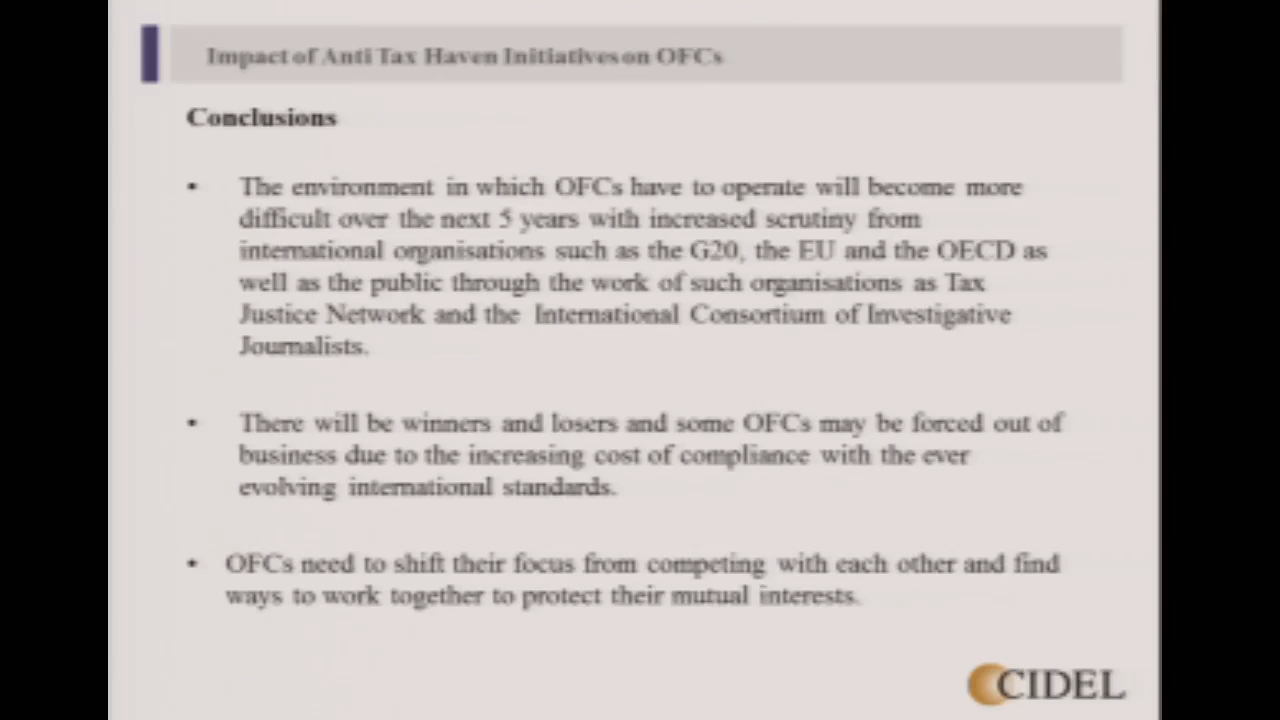 Impact of Anti Tax Haven Initiatives on OFCs
Conclusions
• The environment in which OFCs have to operate will become more
difficult over the next 5 years with increased scrutiny from
international organisations such as the G20, the EU and the OECD as
well as the public through the work of such organisations as Tax
Justice Network and the International Consortium of Investigative
Journalists.
• There will be winners and losers and some OFCs may be forced out of
business due to the increasing cost of compliance with the ever
evolving international standards.
• OFCs need to shift their focus from competing with each other and find
ways to work together to protect their mutual interests.
CIDEL